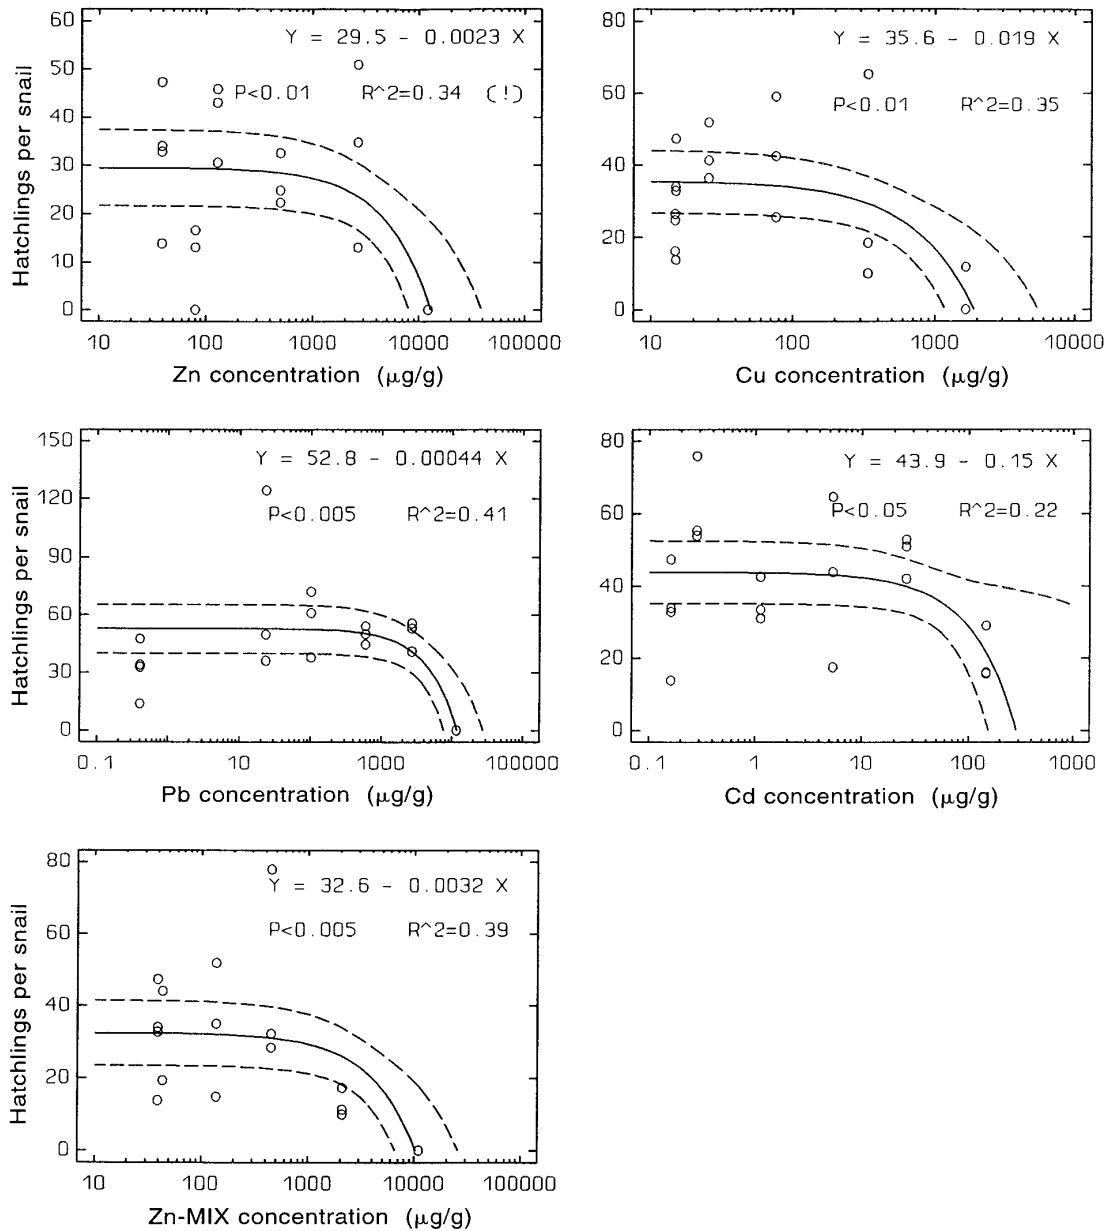 60
50
40
30
20
10
0
Hatchlings per snail
Y = 29.5 - 0.0023 X
P<0.01 R^2=0.34 (!)
10 100 1000 10000 100000
Zn concentration (µg/g)
80
60
40
20
0
Y = 35.6 - 0.019 X
P<0.01 R^2=0.35
10 100 1000 10000
Cu concentration (µg/g)
150
120
90
60
30
0
Hatchlings per snail
Y = 52.8 - 0.00044 X
P<0.005 R^2=0.41
0.1 10 1000 100000
Pb concentration (µg/g)
80
60
40
20
0
Y = 43.9 - 0.15 X
P<0.05 R^2=0.22
0.1 1 10 100 1000
Cd concentration (µg/g)
80
60
40
20
0
Hatchlings per snail
Y = 32.6 - 0.0032 X
P<0.005 R^2=0.39
10 100 1000 10000 100000
Zn-MIX concentration (µg/g)